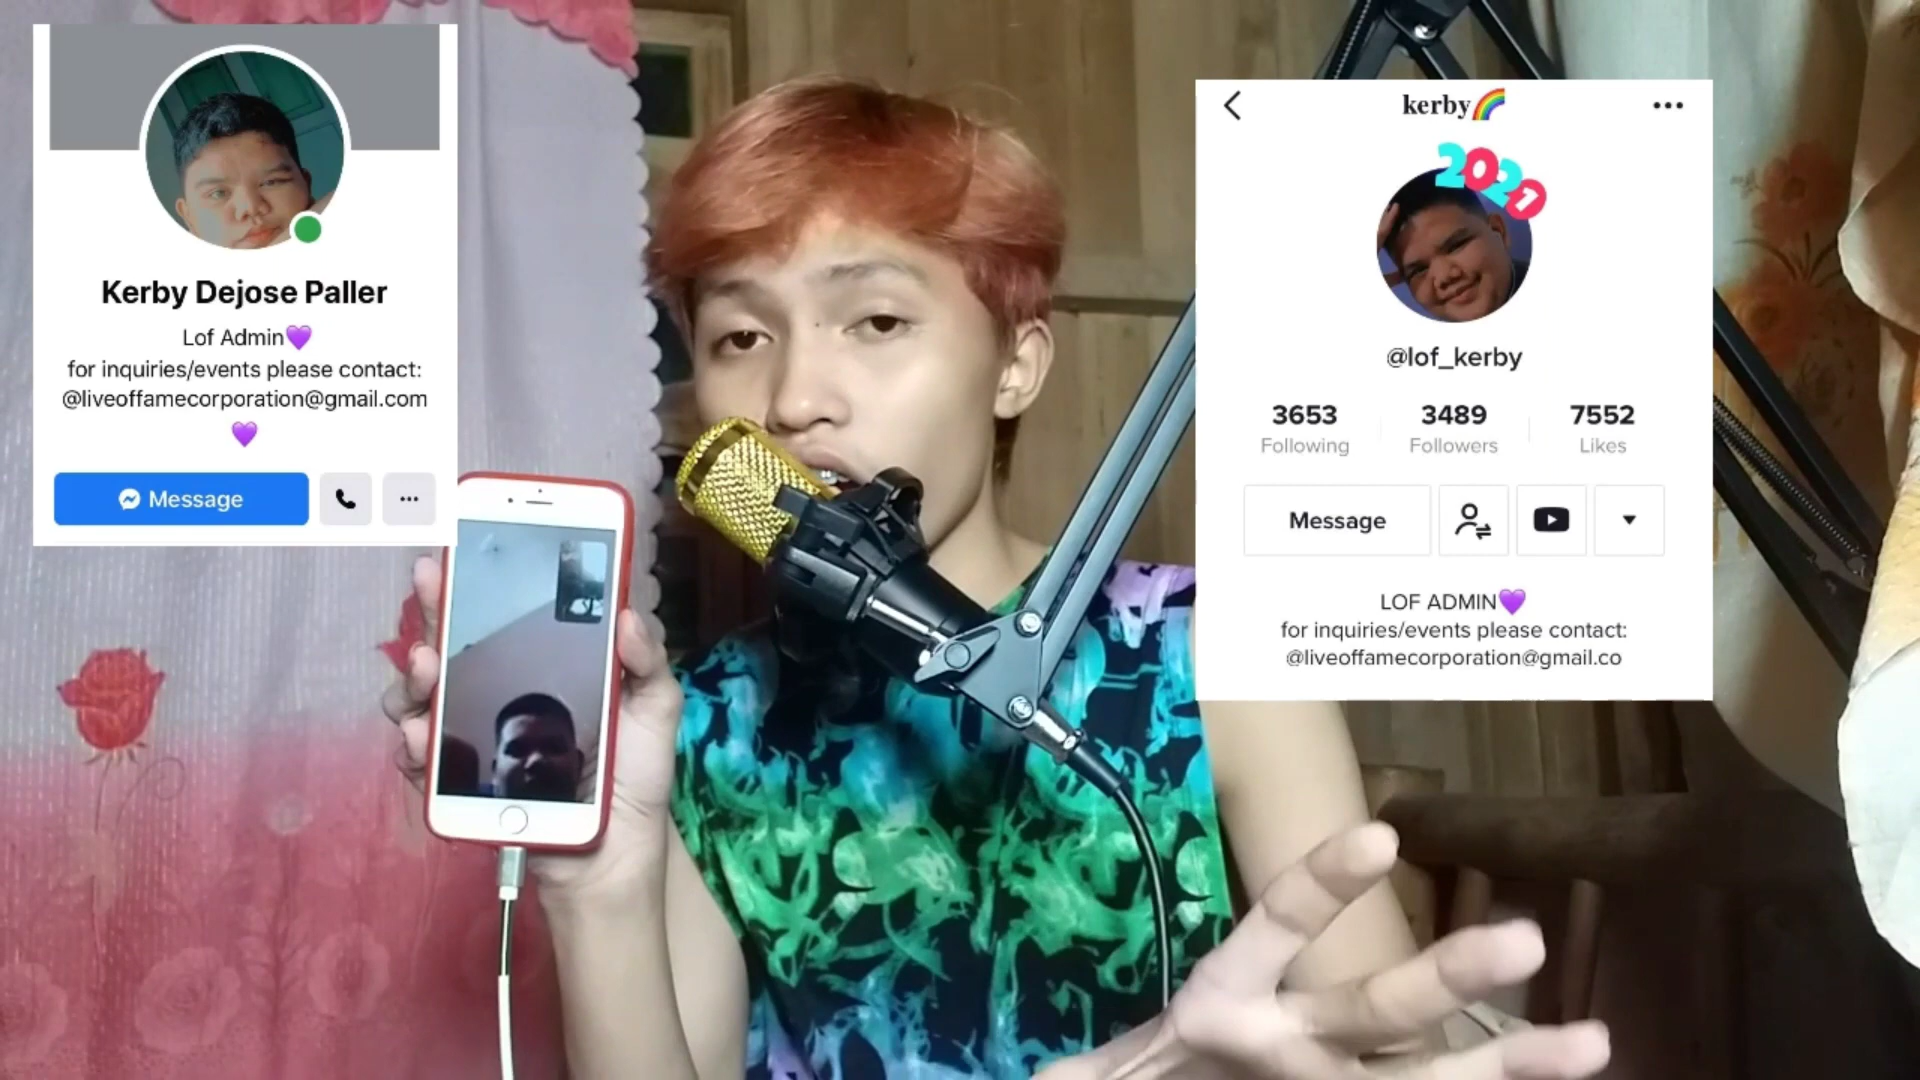 Kerby Dejose Paller
Lof Admin💜
for inquiries/events please contact:
@liveoffamecorporation@gmail.com
💜
Message
kerby🌈
2021
@lof_kerby
3653
Following
3489
Followers
7552
Likes
Message
LOF ADMIN💜
for inquiries/events please contact:
@liveoffamecorporation@gmail.co